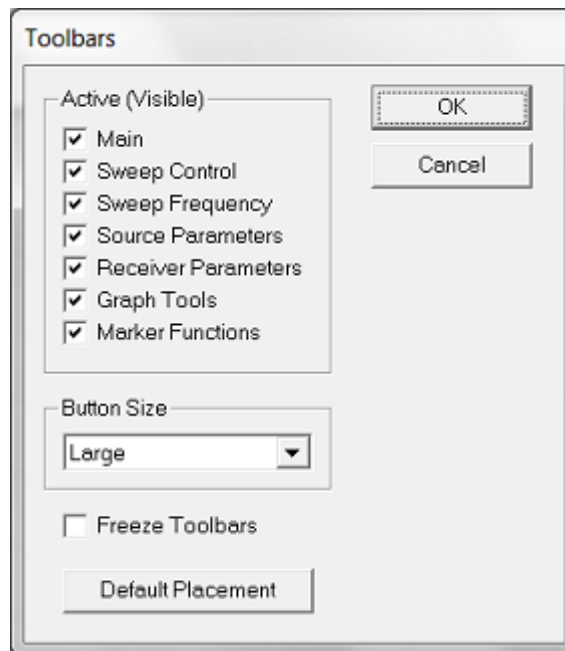 Toolbars
Active (Visible)
Main
Sweep Control
Sweep Frequency
Source Parameters
Receiver Parameters
Graph Tools
Marker Functions
OK
Cancel
Button Size
Large
Freeze Toolbars
Default Placement